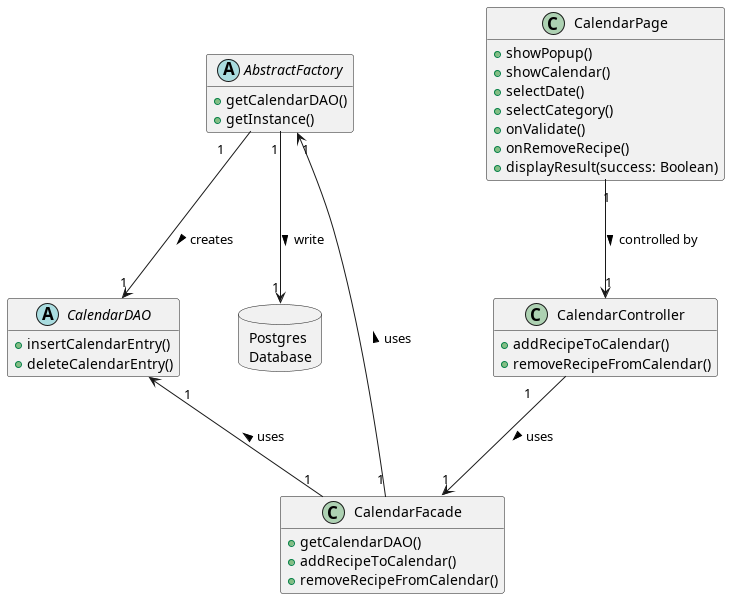 C CalendarPage
showPopup()
showCalendar()
selectDate()
selectCategory()
onValidate()
onRemoveRecipe()
displayResult(success: Boolean)
A AbstractFactory
getCalendarDAO()
getInstance()
1
1
1
1
creates
write
controlled by
1
1
1
A CalendarDAO
insertCalendarEntry()
deleteCalendarEntry()
Postgres
Database
C CalendarController
addRecipeToCalendar()
removeRecipeFromCalendar()
uses
1
1
uses
uses
1
1
1
C CalendarFacade
getCalendarDAO()
addRecipeToCalendar()
removeRecipeFromCalendar()